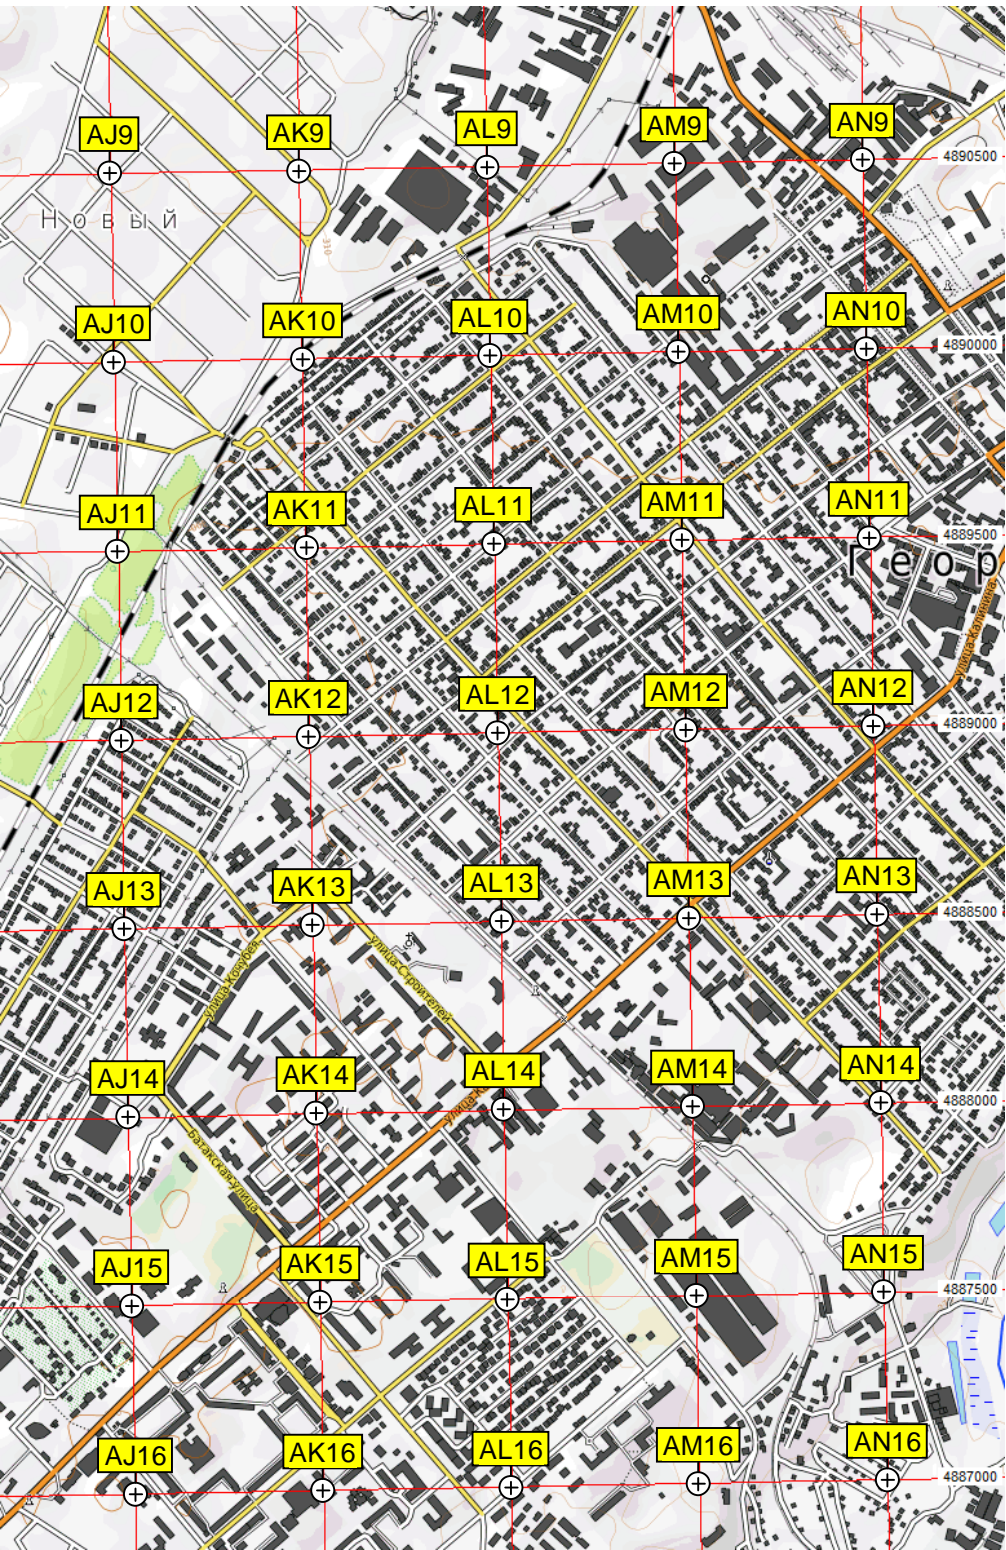 AJ9 AK9 AL9 AM9 AN9
4890500
Новый
310
AJ10 AK10 AL10 AM10 AN10
4890000
AJ11 AK11 AL11 AM11 AN11
4889500
Геор
улица-Калинина
AJ12 AK12 AL12 AM12 AN12
4889000
AJ13 AK13 AL13 AM13 AN13
4888500
улица-Строителей
улица-Кочубея
AJ14 AK14 AL14 AM14 AN14
улица-К
4888000
Батакская-улица
AJ15 AK15 AL15 AM15 AN15
4887500
AJ16 AK16 AL16 AM16 AN16
4887000